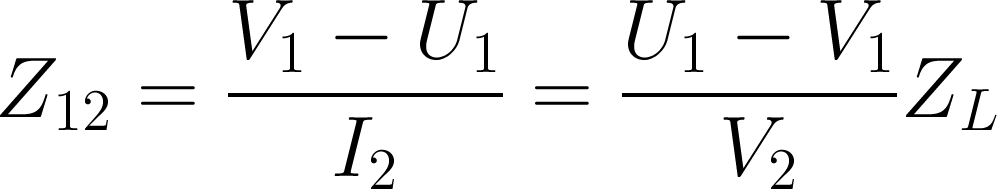 Z_{12} = \frac{V_1 - U_1}{I_2} = \frac{U_1 - V_1}{V_2} Z_L